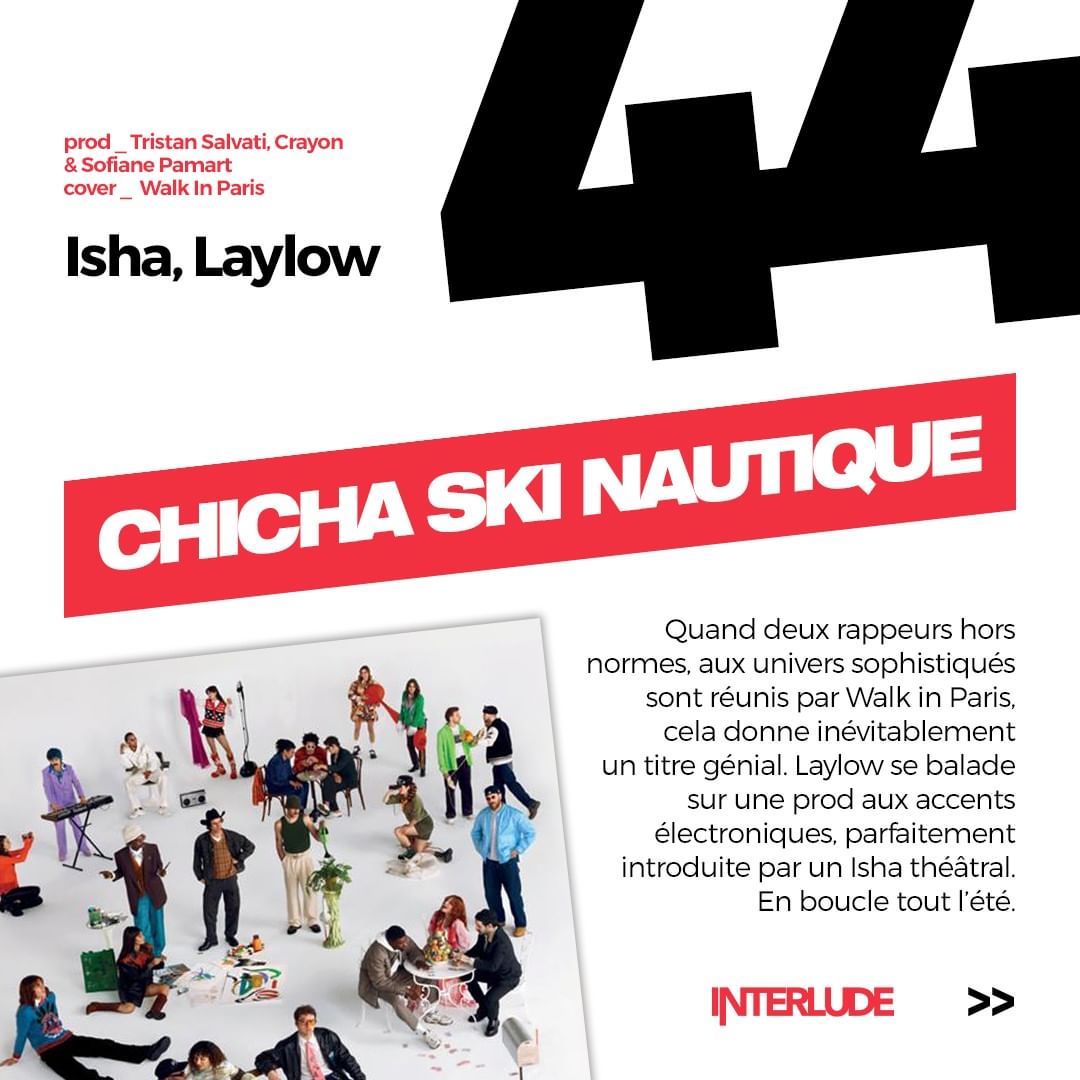 44
prod _ Tristan Salvati, Crayon
& Sofiane Pamart
cover _ Walk In Paris
Isha, Laylow
CHICHA SKI NAUTIQUE
Quand deux rappeurs hors
normes, aux univers sophistiqués
sont réunis par Walk in Paris,
cela donne inévitablement
un titre génial. Laylow se balade
sur une prod aux accents
électroniques, parfaitement
introduite par un Isha théâtral.
En boucle tout l’été.
INTERLUDE
>>